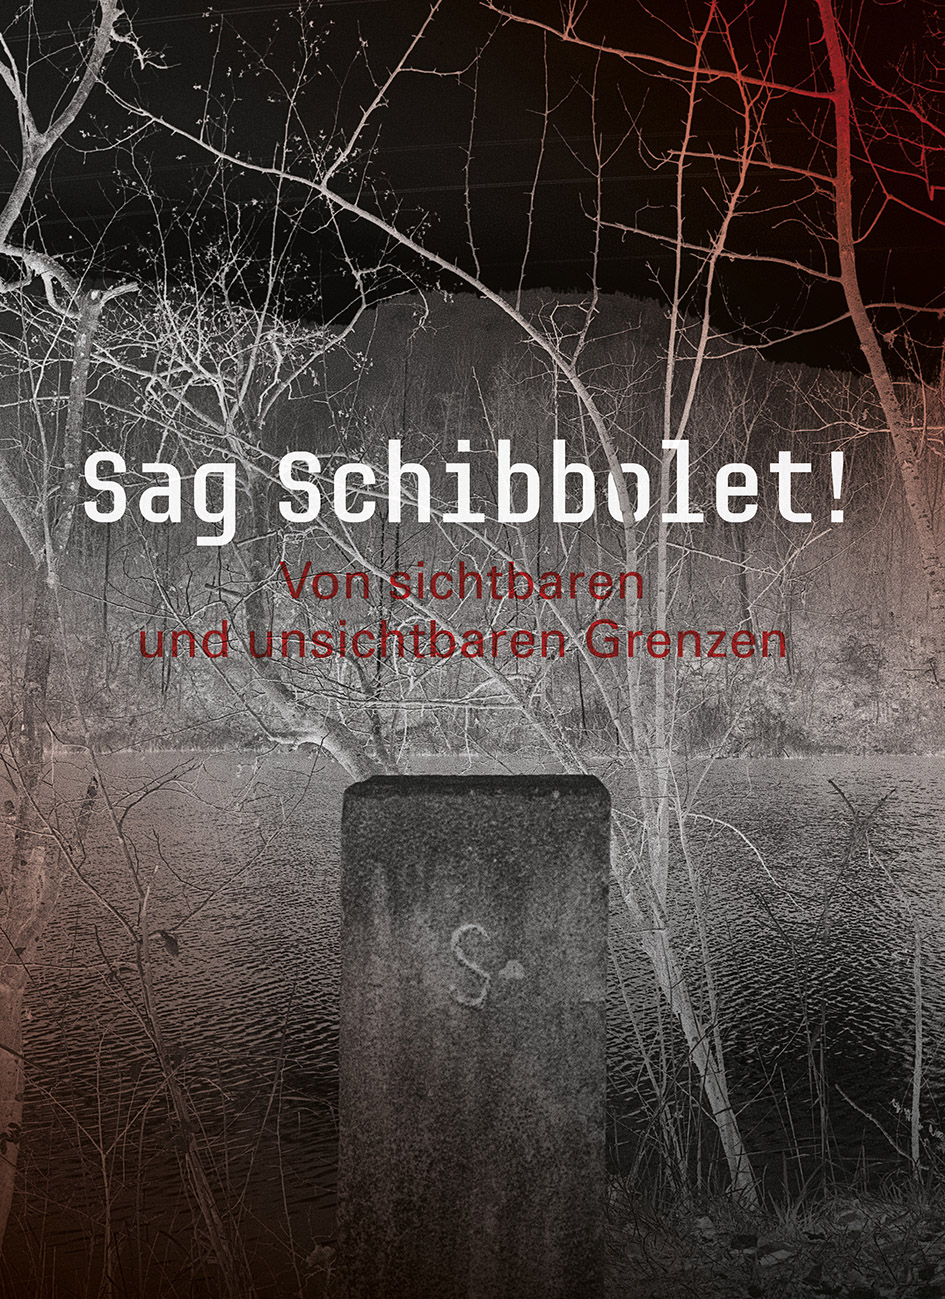 Sag Schibbolet!
Von sichtbaren
und unsichtbaren Grenzen
S.